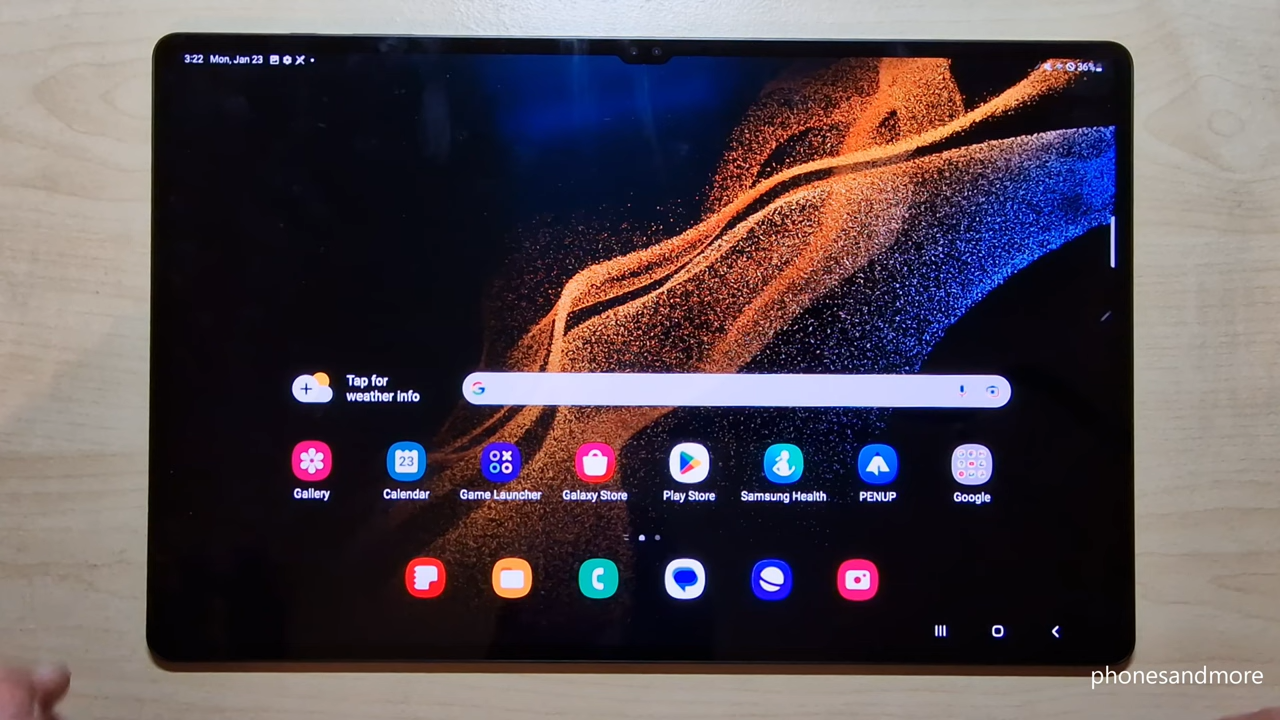 3:22 Mon, Jan 23
36%
Tap for
weather info
23
Gallery
Calendar
Game Launcher
Galaxy Store
Play Store
Samsung Health
PENUP
Google
phonesandmore